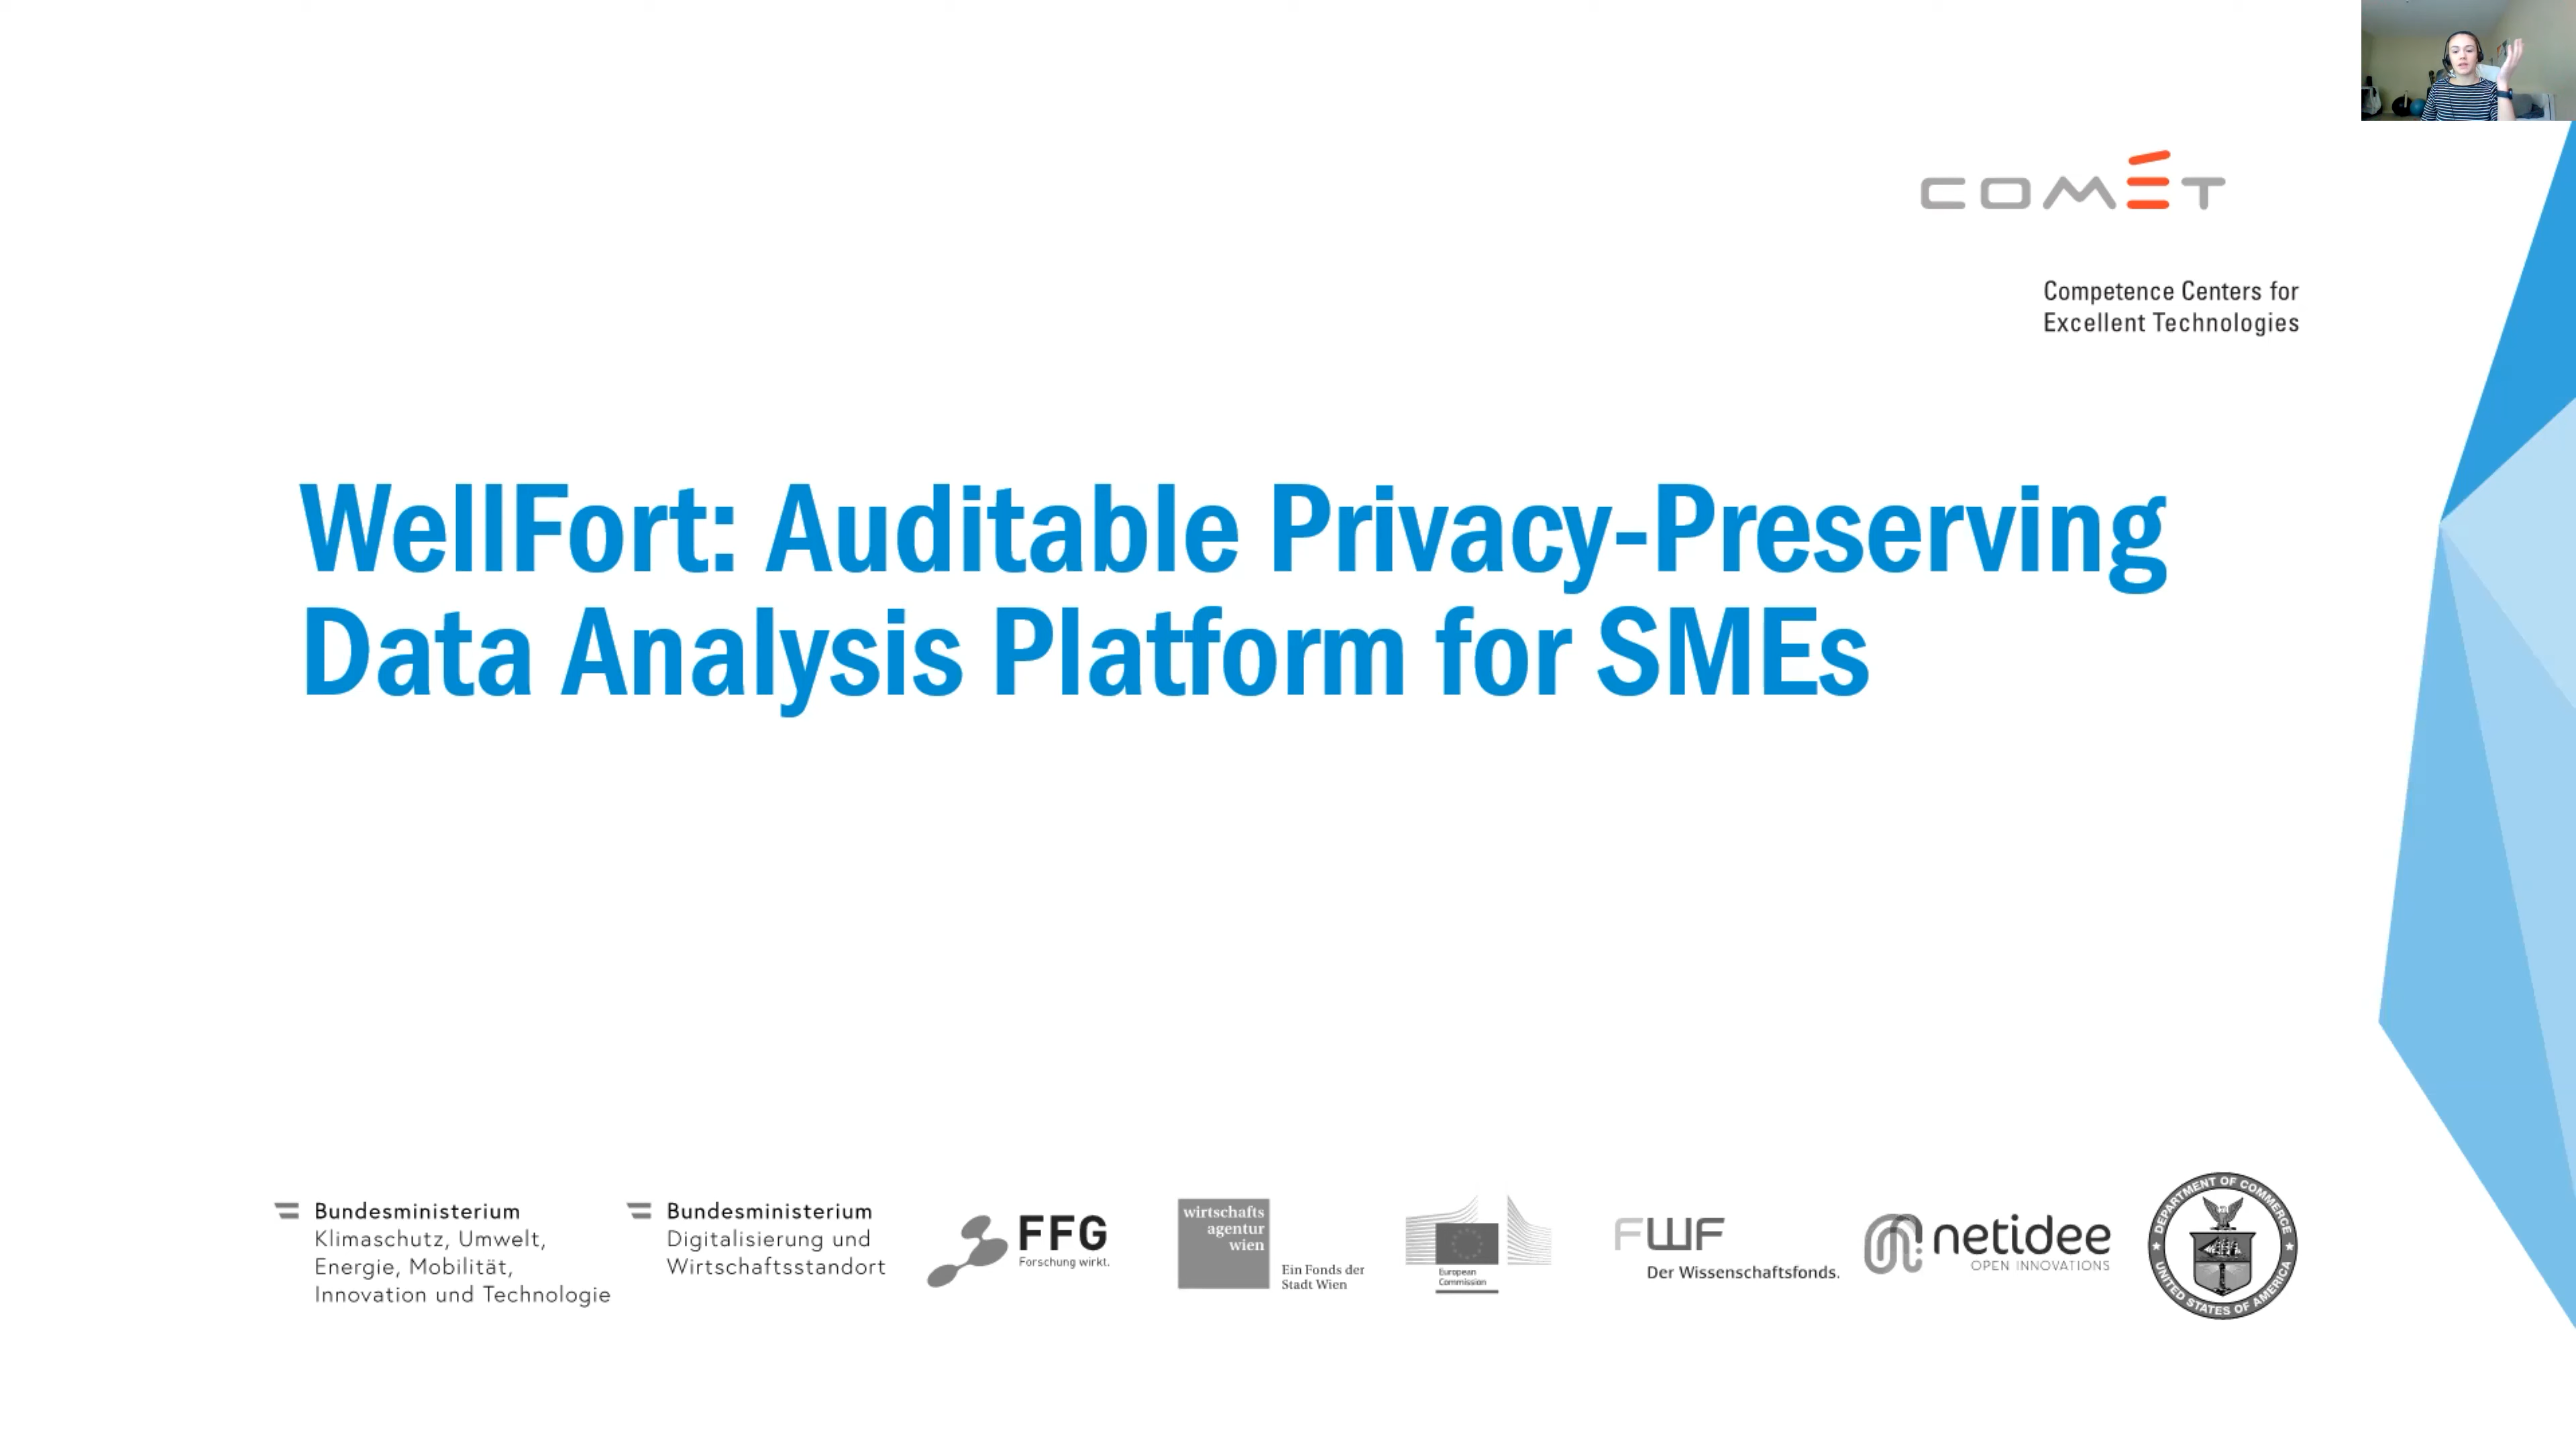 COMÉT
Competence Centers for
Excellent Technologies
WellFort: Auditable Privacy-Preserving
Data Analysis Platform for SMEs
Bundesministerium
Klimaschutz, Umwelt,
Energie, Mobilität,
Innovation und Technologie
Bundesministerium
Digitalisierung und
Wirtschaftsstandort
FFG
Forschung wirkt.
wirtschafts
agentur
wien
Ein Fonds der
Stadt Wien
European
Commission
FWF
Der Wissenschaftsfonds.
netidee
OPEN INNOVATIONS
DEPARTMENT OF COMMERCE
UNITED STATES OF AMERICA